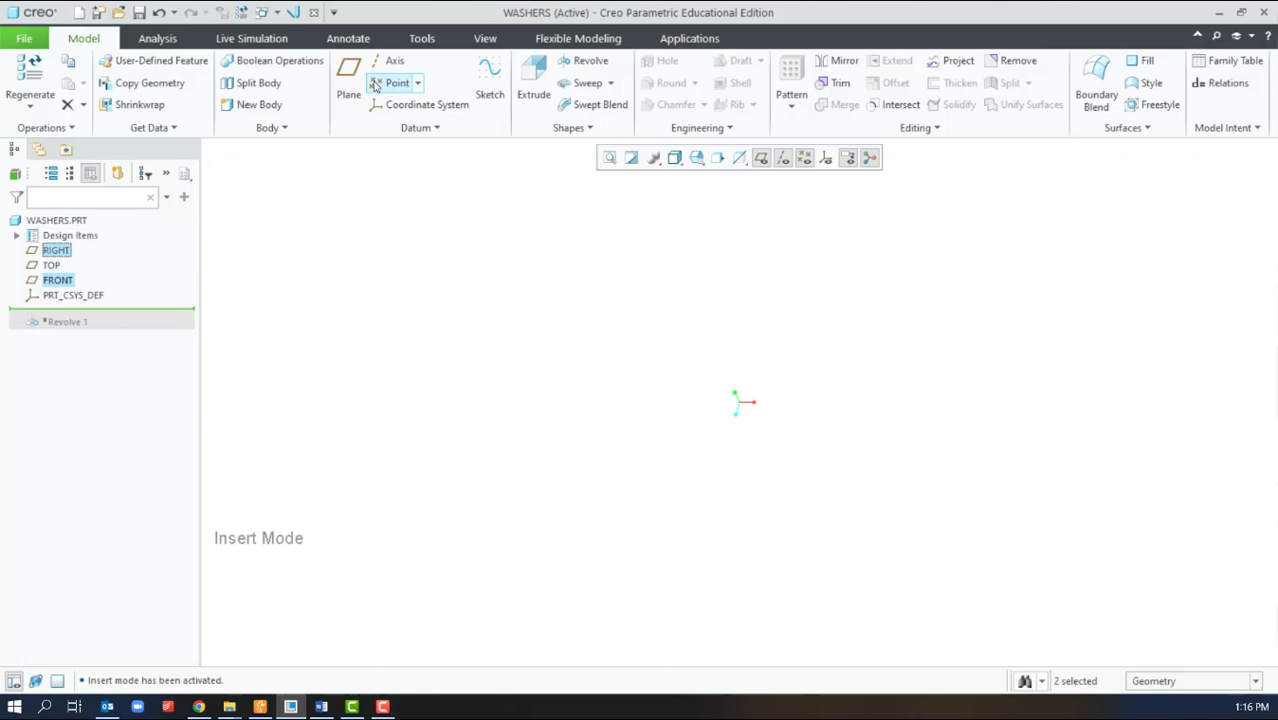 creo
WASHERS (Active) - Creo Parametric Educational Edition
File Model Analysis Live Simulation Annotate Tools View Flexible Modeling Applications
Regenerate
Operations
User-Defined Feature
Copy Geometry
Shrinkwrap
Get Data
Boolean Operations
Split Body
New Body
Body
Plane
Axis
Point
Coordinate System
Sketch
Datum
Extrude
Revolve
Sweep
Swept Blend
Shapes
Hole
Round
Chamfer
Draft
Shell
Rib
Engineering
Pattern
Mirror
Trim
Merge
Extend
Offset
Intersect
Project
Thicken
Solidify
Remove
Split
Unify Surfaces
Editing
Boundary
Blend
Fill
Style
Freestyle
Surfaces
Family Table
d= Relations
Model Intent
WASHERS.PRT
Design Items
RIGHT
TOP
FRONT
PRT_CSYS_DEF
*Revolve 1
Insert Mode
• Insert mode has been activated.
2 selected
Geometry
1:16 PM